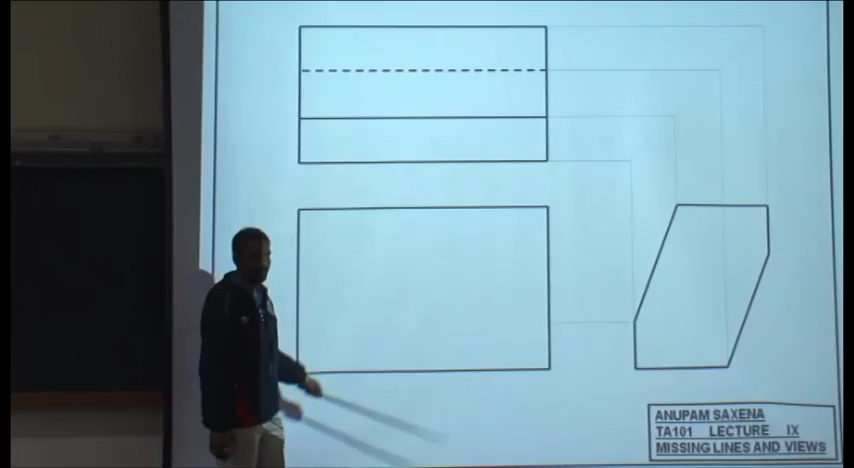 ANUPAM SAXENA
TA101 LECTURE IX
MISSING LINES AND VIEWS